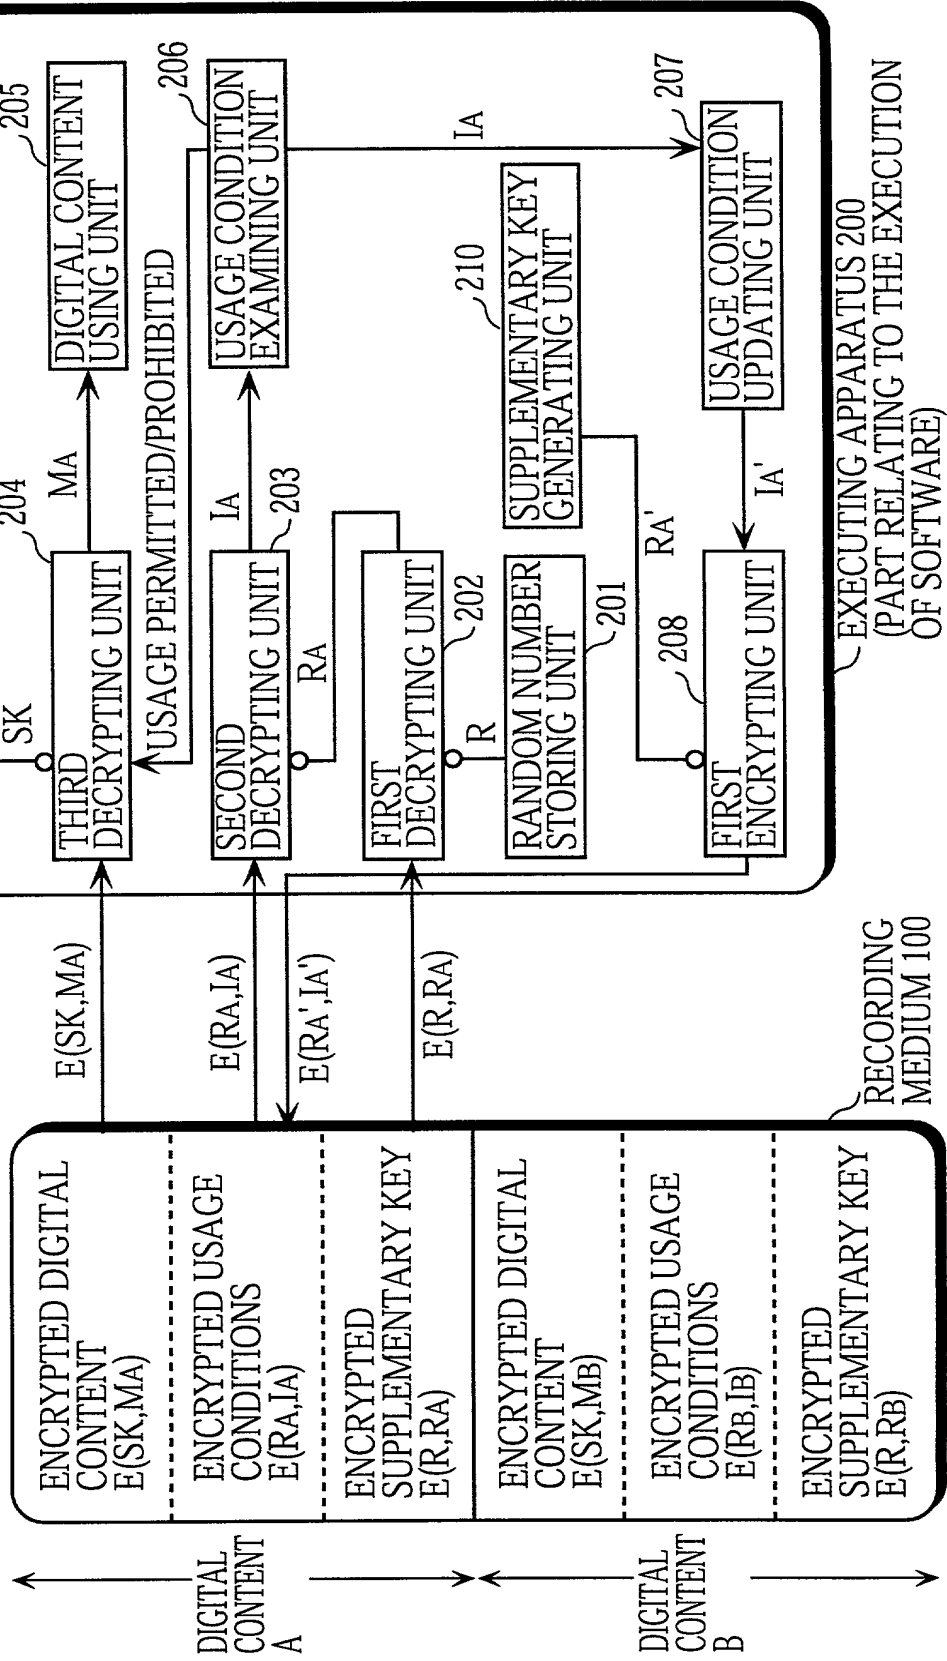 DIGITAL
CONTENT
A
DIGITAL
CONTENT
B
ENCRYPTED DIGITAL
CONTENT
E(SK,MA)
ENCRYPTED USAGE
CONDITIONS
E(RA,IA)
ENCRYPTED
SUPPLEMENTARY KEY
E(R,RA)
ENCRYPTED DIGITAL
CONTENT
E(SK,MB)
ENCRYPTED USAGE
CONDITIONS
E(RB,IB)
ENCRYPTED
SUPPLEMENTARY KEY
E(R,RB)
RECORDING
MEDIUM 100
E(SK,MA)
E(RA,IA)
E(RA',IA')
E(R,RA)
SK
204
THIRD
DECRYPTING UNIT
MA
205
DIGITAL CONTENT
USING UNIT
USAGE PERMITTED/PROHIBITED
SECOND
DECRYPTING UNIT
203
IA
206
USAGE CONDITION
EXAMINING UNIT
RA
FIRST
DECRYPTING UNIT
202
R
RANDOM NUMBER
STORING UNIT
201
210
SUPPLEMENTARY KEY
GENERATING UNIT
RA'
IA
207
USAGE CONDITION
UPDATING UNIT
IA'
208
FIRST
ENCRYPTING UNIT
EXECUTING APPARATUS 200
(PART RELATING TO THE EXECUTION
OF SOFTWARE)